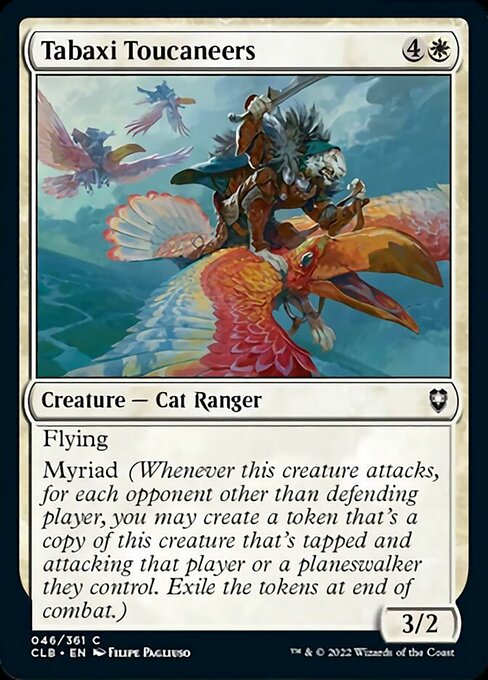 Tabaxi Toucaneers 4
Creature — Cat Ranger
Flying
Myriad (Whenever this creature attacks,
for each opponent other than defending
player, you may create a token that's a
copy of this creature that's tapped and
attacking that player or a planeswalker
they control. Exile the tokens at end of
combat.)
3/2
046/361 C
CLB • EN Filipe Pagliuso
™ & © 2022 Wizards of the Coast